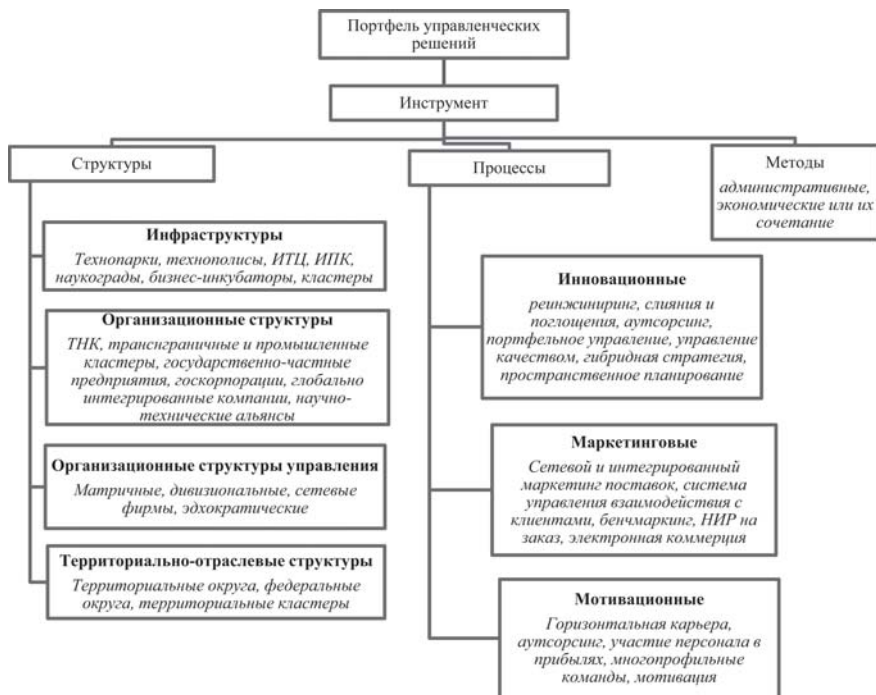 Портфель управленческих
решений
Инструмент
Структуры
Инфраструктуры
Технопарки, технополисы, ИТЦ, ИПК,
наукограды, бизнес-инкубаторы, кластеры
Организационные структуры
ТНК, трансграничные и промышленные
кластеры, государственно-частные
предприятия, госкорпорации, глобально
интегрированные компании, научно-
технические альянсы
Организационные структуры управления
Матричные, дивизиональные, сетевые
фирмы, эдхократические
Территориально-отраслевые структуры
Территориальные округа, федеральные
округа, территориальные кластеры
Процессы
Инновационные
реинжиниринг, слияния и
поглощения, аутсорсинг,
портфельное управление, управление
качеством, гибридная стратегия,
пространственное планирование
Маркетинговые
Сетевой и интегрированный
маркетинг поставок, система
управления взаимодействия с
клиентами, бенчмаркинг, НИР на
заказ, электронная коммерция
Мотивационные
Горизонтальная карьера,
аутсорсинг, участие персонала в
прибылях, многопрофильные
команды, мотивация
Методы
административные,
экономические или их
сочетание